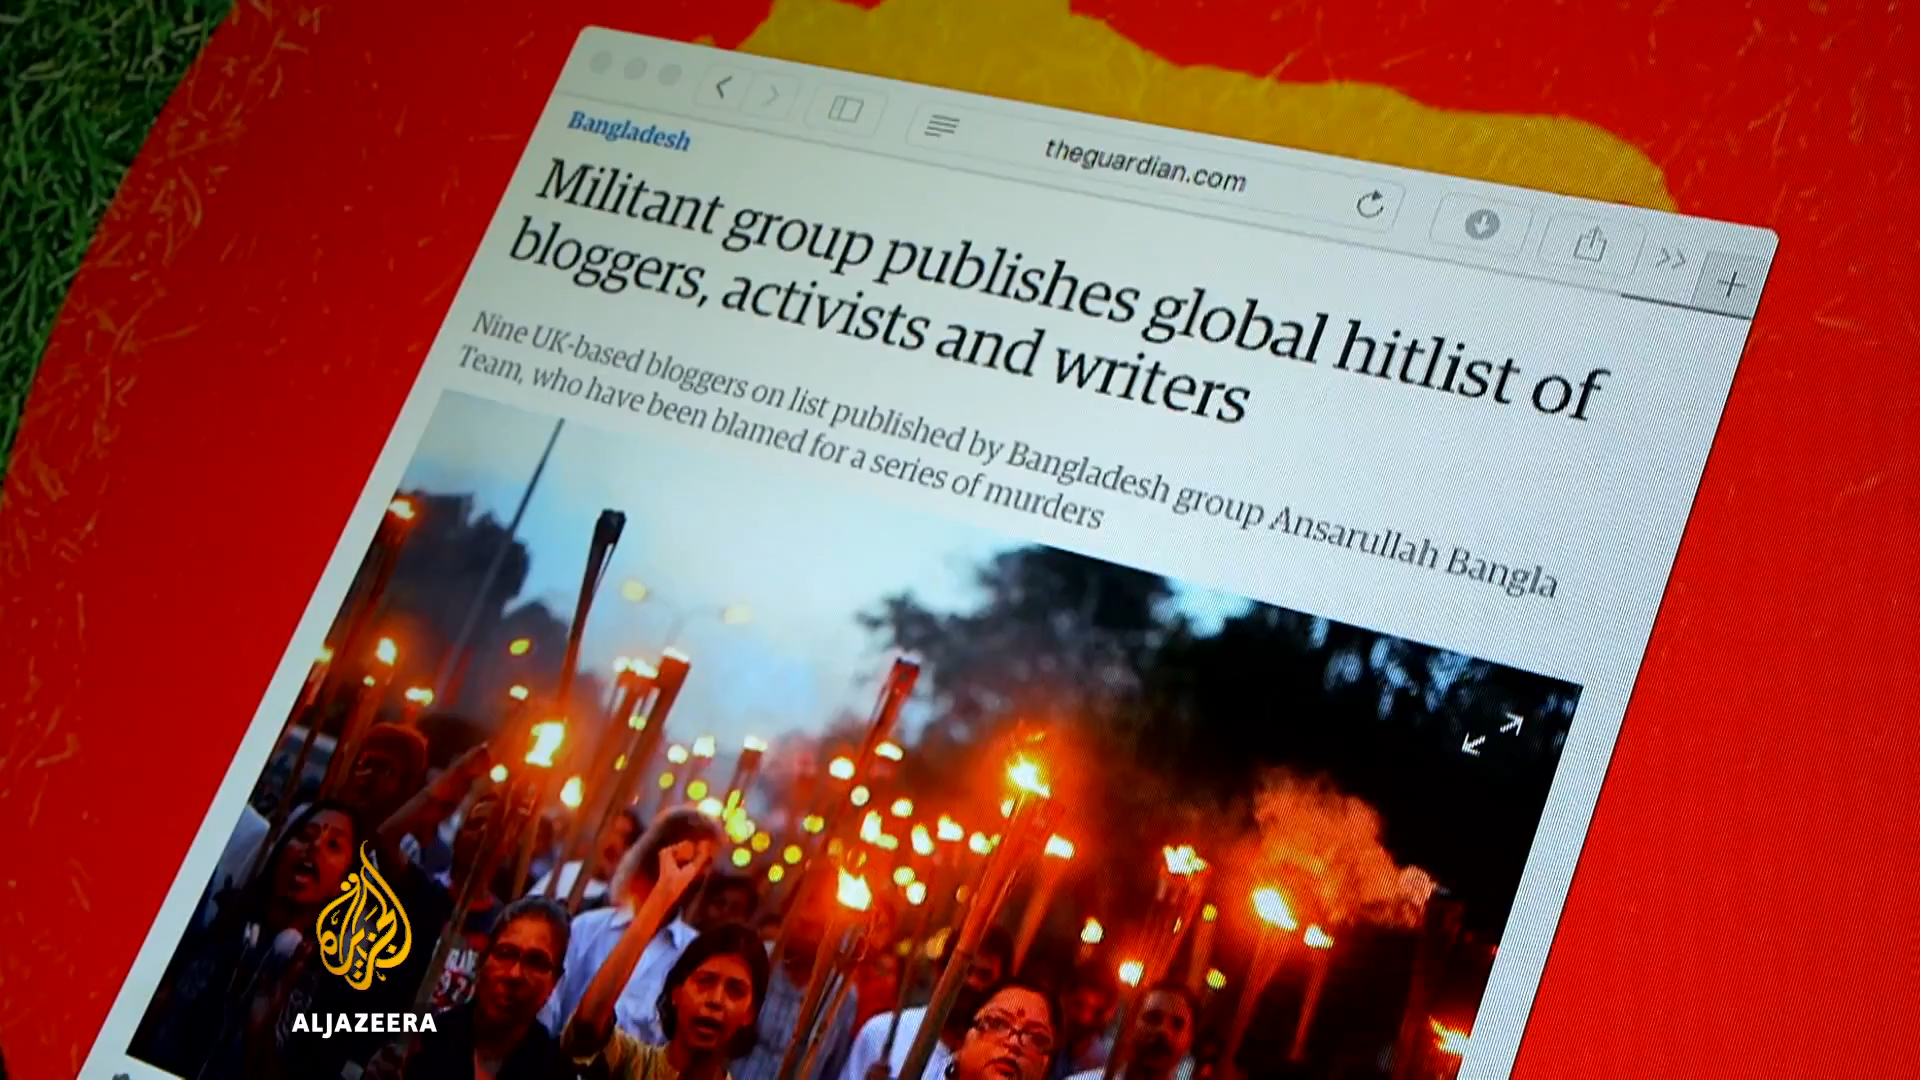 theguardian.com
Bangladesh
Militant group publishes global hitlist of
bloggers, activists and writers
Nine UK-based bloggers on list published by Bangladesh group Ansarullah Bangla
Team, who have been blamed for a series of murders
الجزيرة
ALJAZEERA